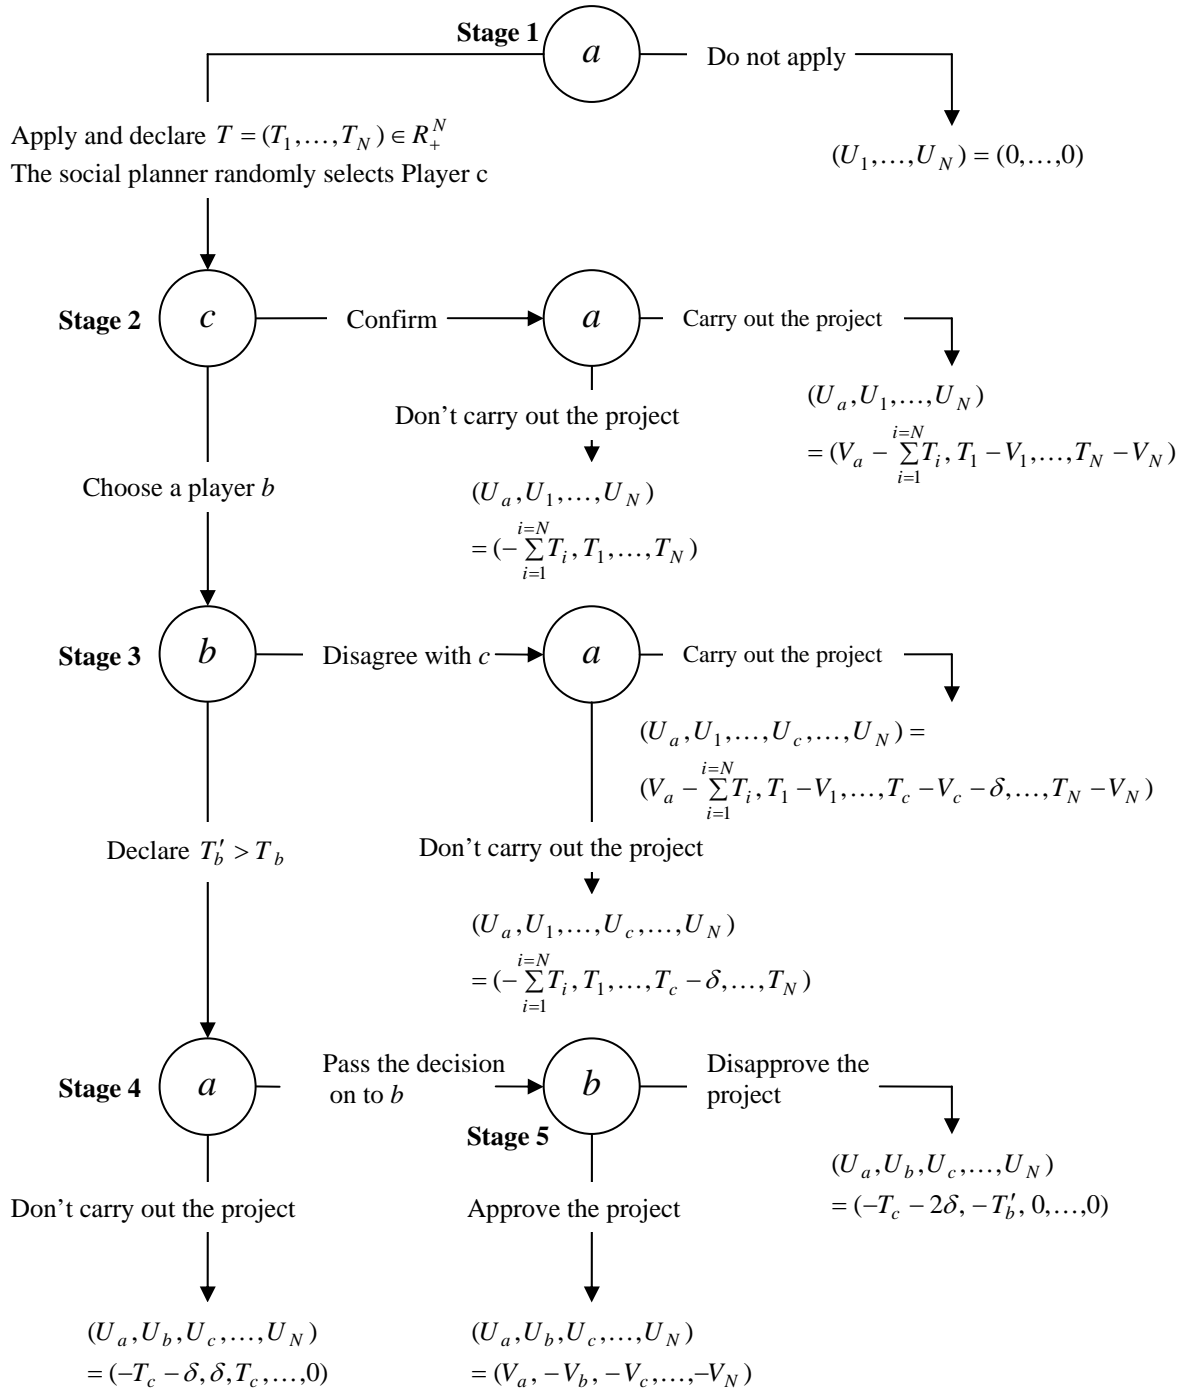 Stage 1
a
Do not apply
Apply and declare T = (T_1,…,T_N) ∈ R_+^N
The social planner randomly selects Player c
(U_1,…,U_N) = (0,…,0)
Stage 2
c
Confirm
a
Carry out the project
(U_a, U_1,…,U_N)
= (V_a − \sum_{i=1}^{i=N} T_i, T_1 − V_1,…,T_N − V_N)
Don’t carry out the project
(U_a, U_1,…,U_N)
= (−\sum_{i=1}^{i=N} T_i, T_1,…,T_N)
Choose a player b
Stage 3
b
Disagree with c
a
Carry out the project
(U_a, U_1,…,U_c,…,U_N) =
(V_a − \sum_{i=1}^{i=N} T_i, T_1 − V_1,…,T_c − V_c − δ,…,T_N − V_N)
Declare T′_b > T_b
Don’t carry out the project
(U_a, U_1,…,U_c,…,U_N)
= (−\sum_{i=1}^{i=N} T_i, T_1,…,T_c − δ,…,T_N)
Stage 4
a
Pass the decision
on to b
b
Stage 5
Disapprove the
project
(U_a, U_b, U_c,…,U_N)
= (−T_c − 2δ, −T′_b, 0,…,0)
Don’t carry out the project
Approve the project
(U_a, U_b, U_c,…,U_N)
= (−T_c − δ, δ, T_c,…,0)
(U_a, U_b, U_c,…,U_N)
= (V_a, −V_b, −V_c,…,−V_N)